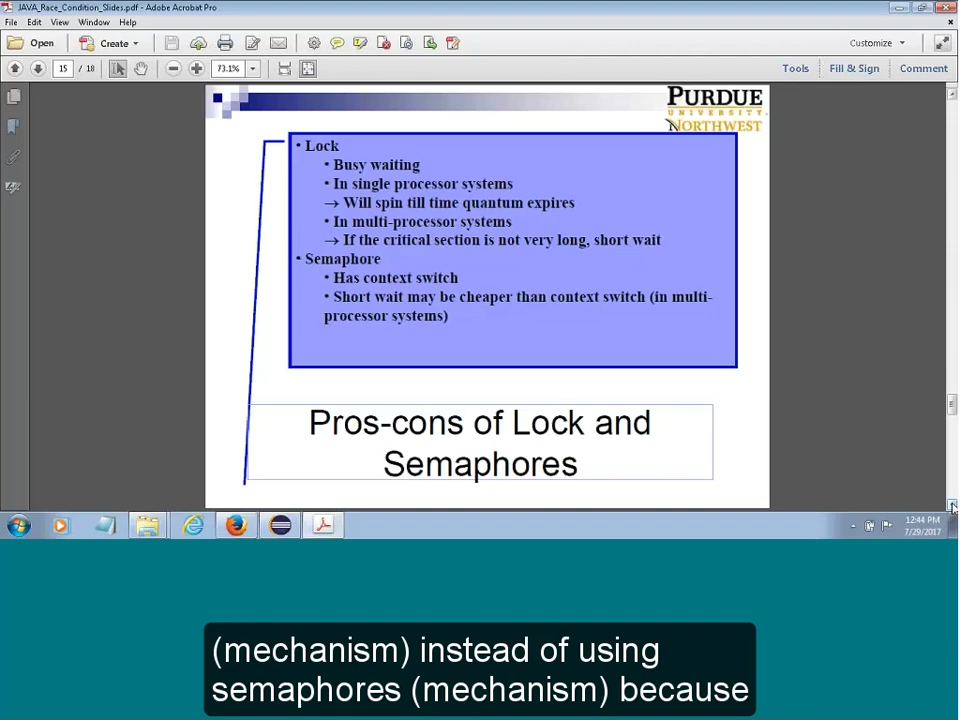 JAVA_Race_Condition_Slides.pdf - Adobe Acrobat Pro
File Edit View Window Help
Open Create Customize
15 / 18 73.1% Tools Fill & Sign Comment
PURDUE
UNIVERSITY
NORTHWEST
• Lock
• Busy waiting
• In single processor systems
→ Will spin till time quantum expires
• In multi-processor systems
→ If the critical section is not very long, short wait
• Semaphore
• Has context switch
• Short wait may be cheaper than context switch (in multi-
processor systems)
Pros-cons of Lock and
Semaphores
12:44 PM
7/29/2017
(mechanism) instead of using
semaphores (mechanism) because